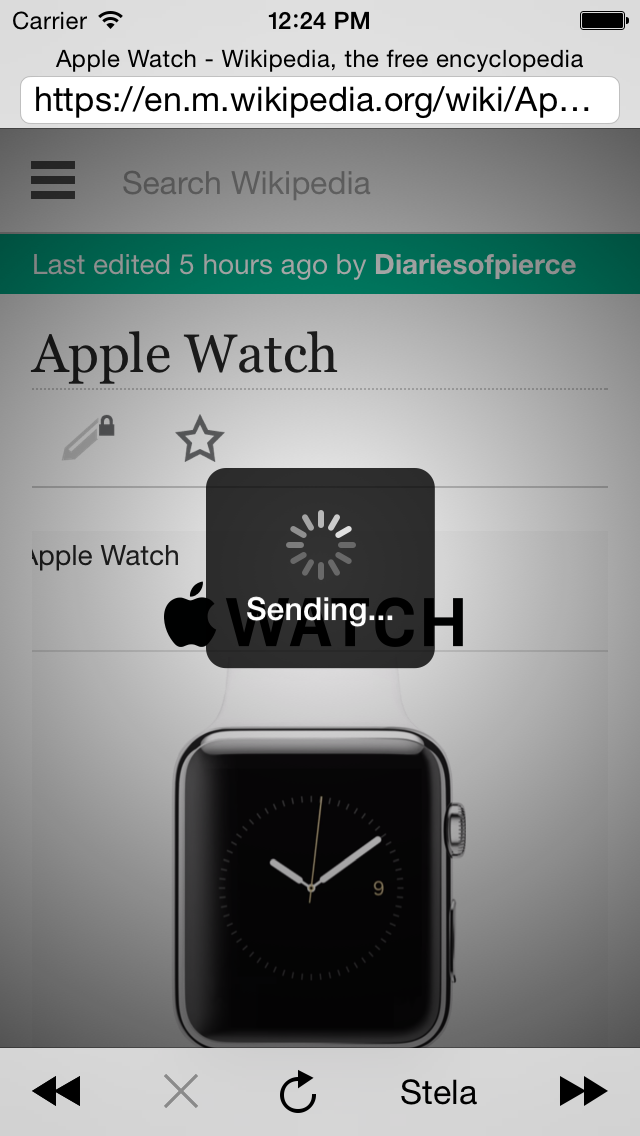 Carrier 12:24 PM
Apple Watch - Wikipedia, the free encyclopedia
https://en.m.wikipedia.org/wiki/Ap...
Search Wikipedia
Last edited 5 hours ago by Diariesofpierce
Apple Watch
Apple Watch
WATCH
Sending...
9
Stela